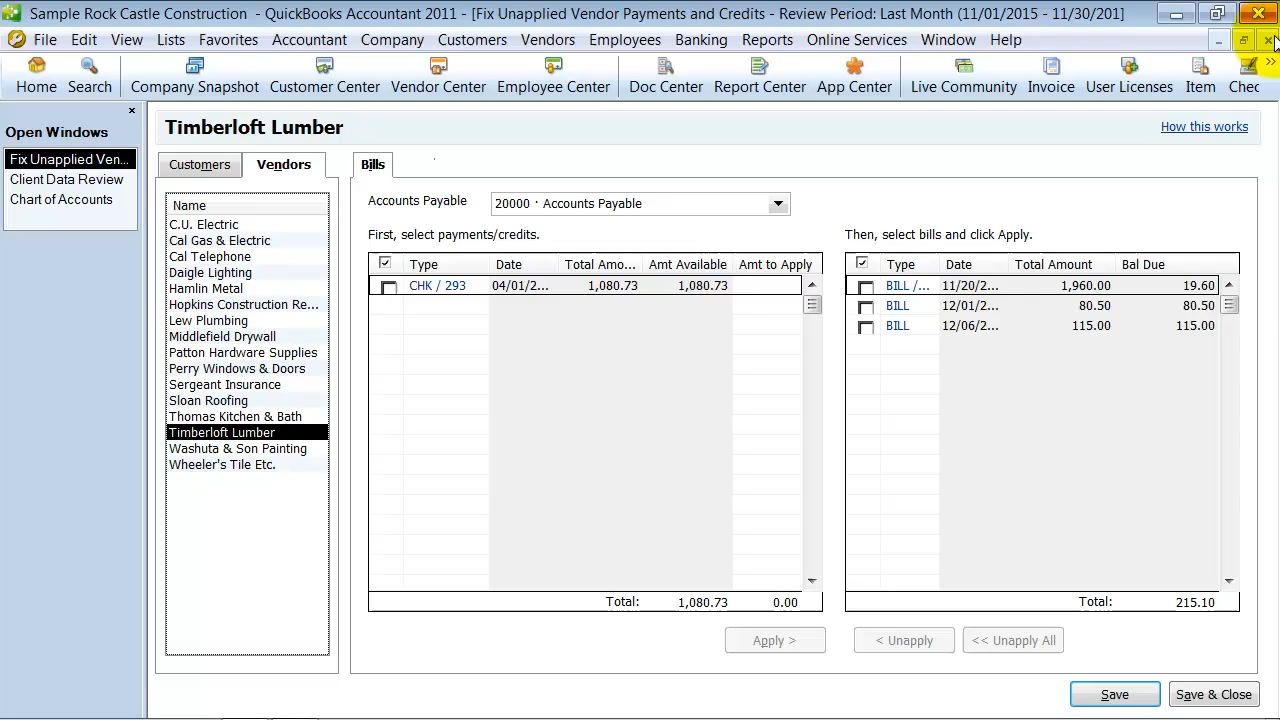 Sample Rock Castle Construction - QuickBooks Accountant 2011 - [Fix Unapplied Vendor Payments and Credits - Review Period: Last Month (11/01/2015 - 11/30/201]
File Edit View Lists Favorites Accountant Company Customers Vendors Employees Banking Reports Online Services Window Help
Home Search Company Snapshot Customer Center Vendor Center Employee Center Doc Center Report Center App Center Live Community Invoice User Licenses Item Chec
Open Windows
Fix Unapplied Ven...
Client Data Review
Chart of Accounts
Timberloft Lumber
How this works
Customers Vendors
Name
C.U. Electric
Cal Gas & Electric
Cal Telephone
Daigle Lighting
Hamlin Metal
Hopkins Construction Re...
Lew Plumbing
Middlefield Drywall
Patton Hardware Supplies
Perry Windows & Doors
Sergeant Insurance
Sloan Roofing
Thomas Kitchen & Bath
Timberloft Lumber
Washuta & Son Painting
Wheeler's Tile Etc.
Bills
Accounts Payable 20000 · Accounts Payable
First, select payments/credits.
Type Date Total Amo... Amt Available Amt to Apply
CHK / 293 04/01/2... 1,080.73 1,080.73
Total: 1,080.73 0.00
Then, select bills and click Apply.
Type Date Total Amount Bal Due
BILL /... 11/20/2... 1,960.00 19.60
BILL 12/01/2... 80.50 80.50
BILL 12/06/2... 115.00 115.00
Total: 215.10
Apply > < Unapply << Unapply All
Save Save & Close